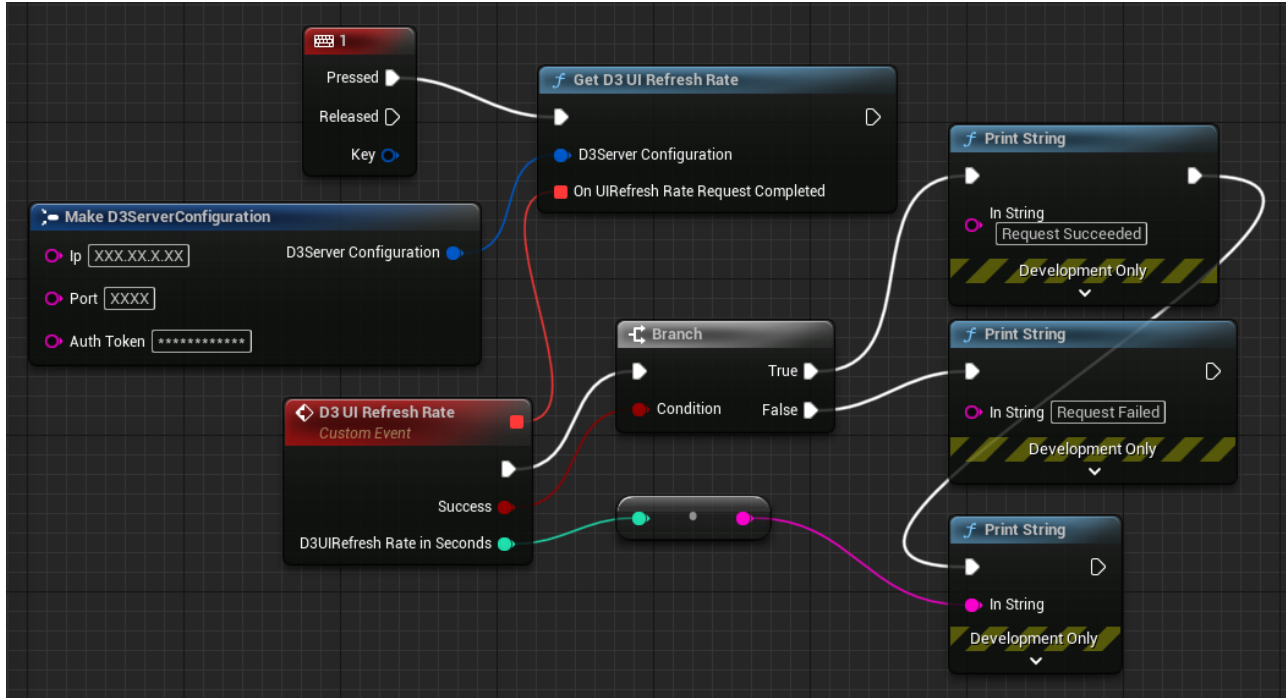 1
Pressed
Released
Key
Get D3 UI Refresh Rate
D3Server Configuration
On UIRefresh Rate Request Completed
Make D3ServerConfiguration
Ip XXX.XX.X.XX
D3Server Configuration
Port XXXX
Auth Token ************
D3 UI Refresh Rate
Custom Event
Success
D3UIRefresh Rate in Seconds
Branch
True
Condition
False
Print String
In String
Request Succeeded
Development Only
Print String
In String Request Failed
Development Only
Print String
In String
Development Only